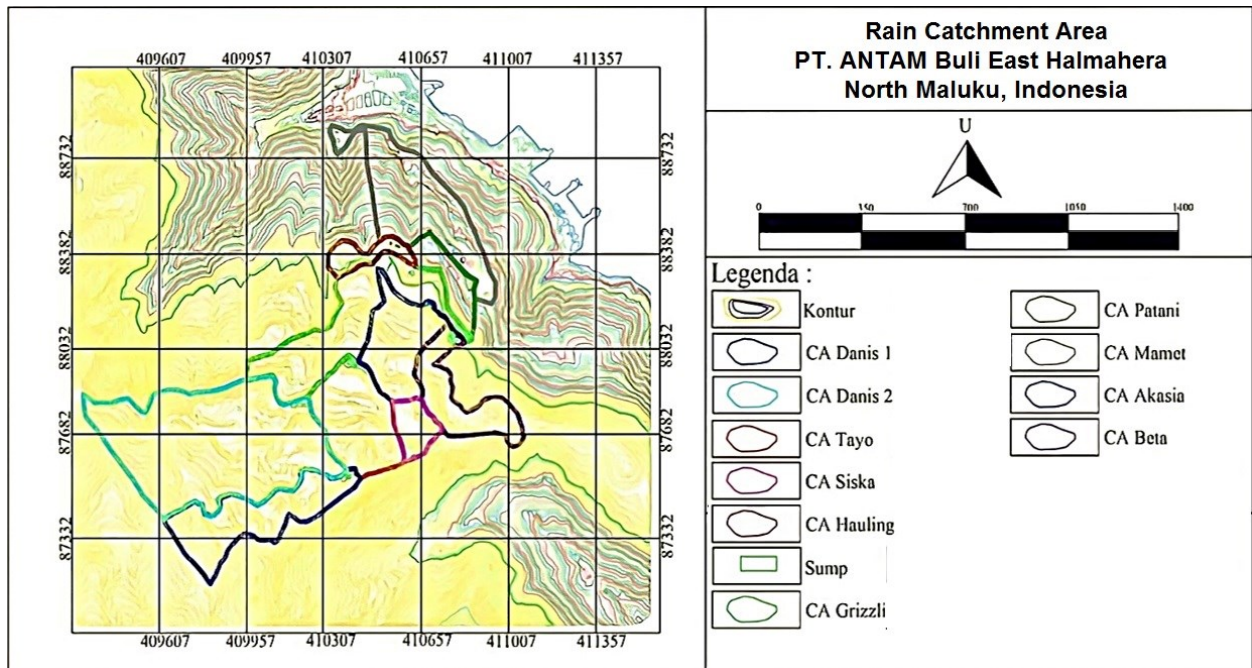 409607 409957 410307 410657 411007 411357
88732 88732
88382 88382
88032 88032
87682 87682
87332 87332
409607 409957 410307 410657 411007 411357
Rain Catchment Area
PT. ANTAM Buli East Halmahera
North Maluku, Indonesia
U
0 150 700 1050 1400
Legenda :
Kontur
CA Danis 1
CA Danis 2
CA Tayo
CA Siska
CA Hauling
Sump
CA Grizzli
CA Patani
CA Mamet
CA Akasia
CA Beta